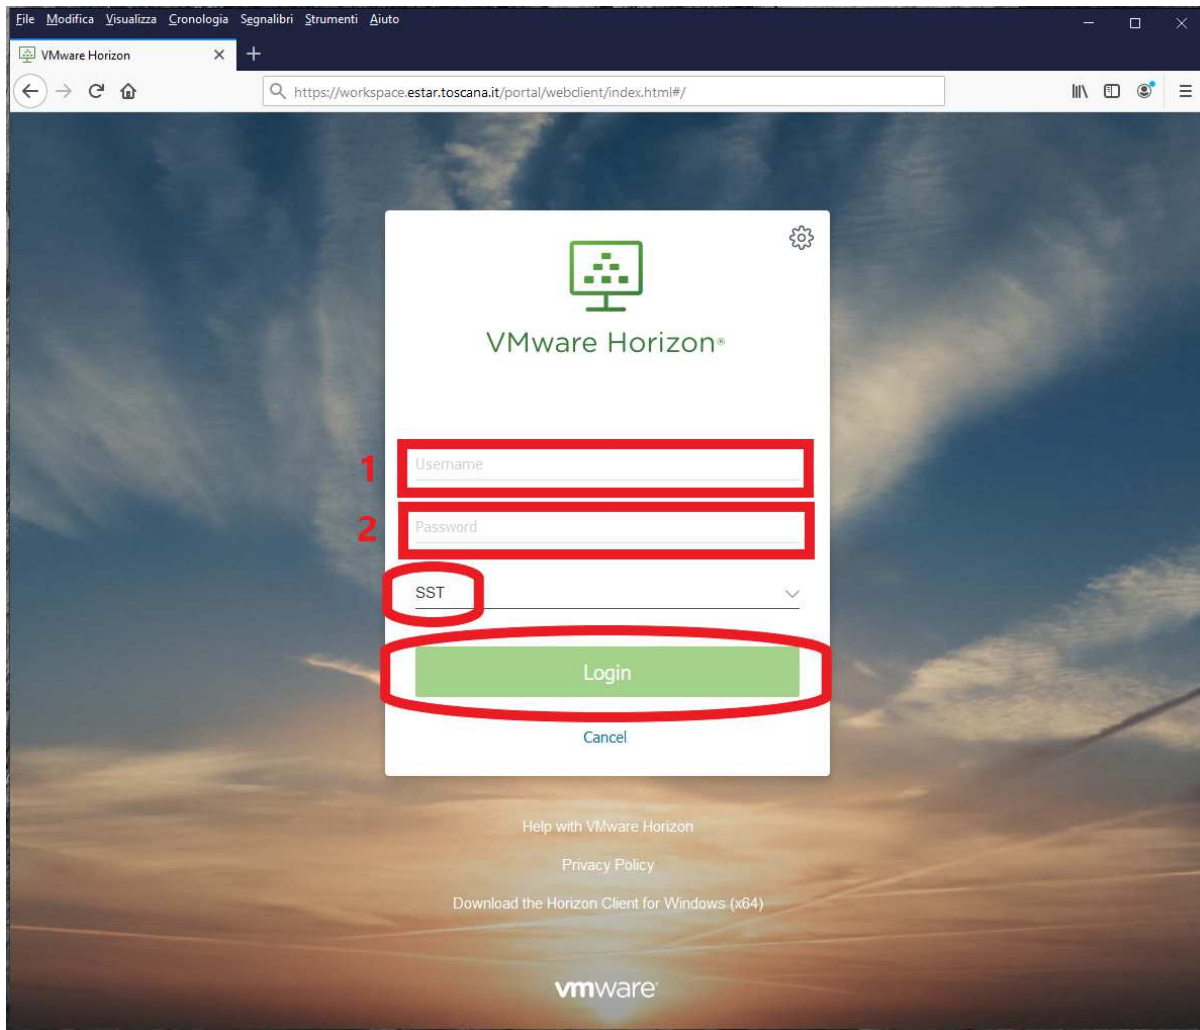 File Modifica Visualizza Cronologia Segnalibri Strumenti Aiuto
VMware Horizon
https://workspace.estar.toscana.it/portal/webclient/index.html#/
VMware Horizon®
1 Username
2 Password
SST
Login
Cancel
Help with VMware Horizon
Privacy Policy
Download the Horizon Client for Windows (x64)
vmware